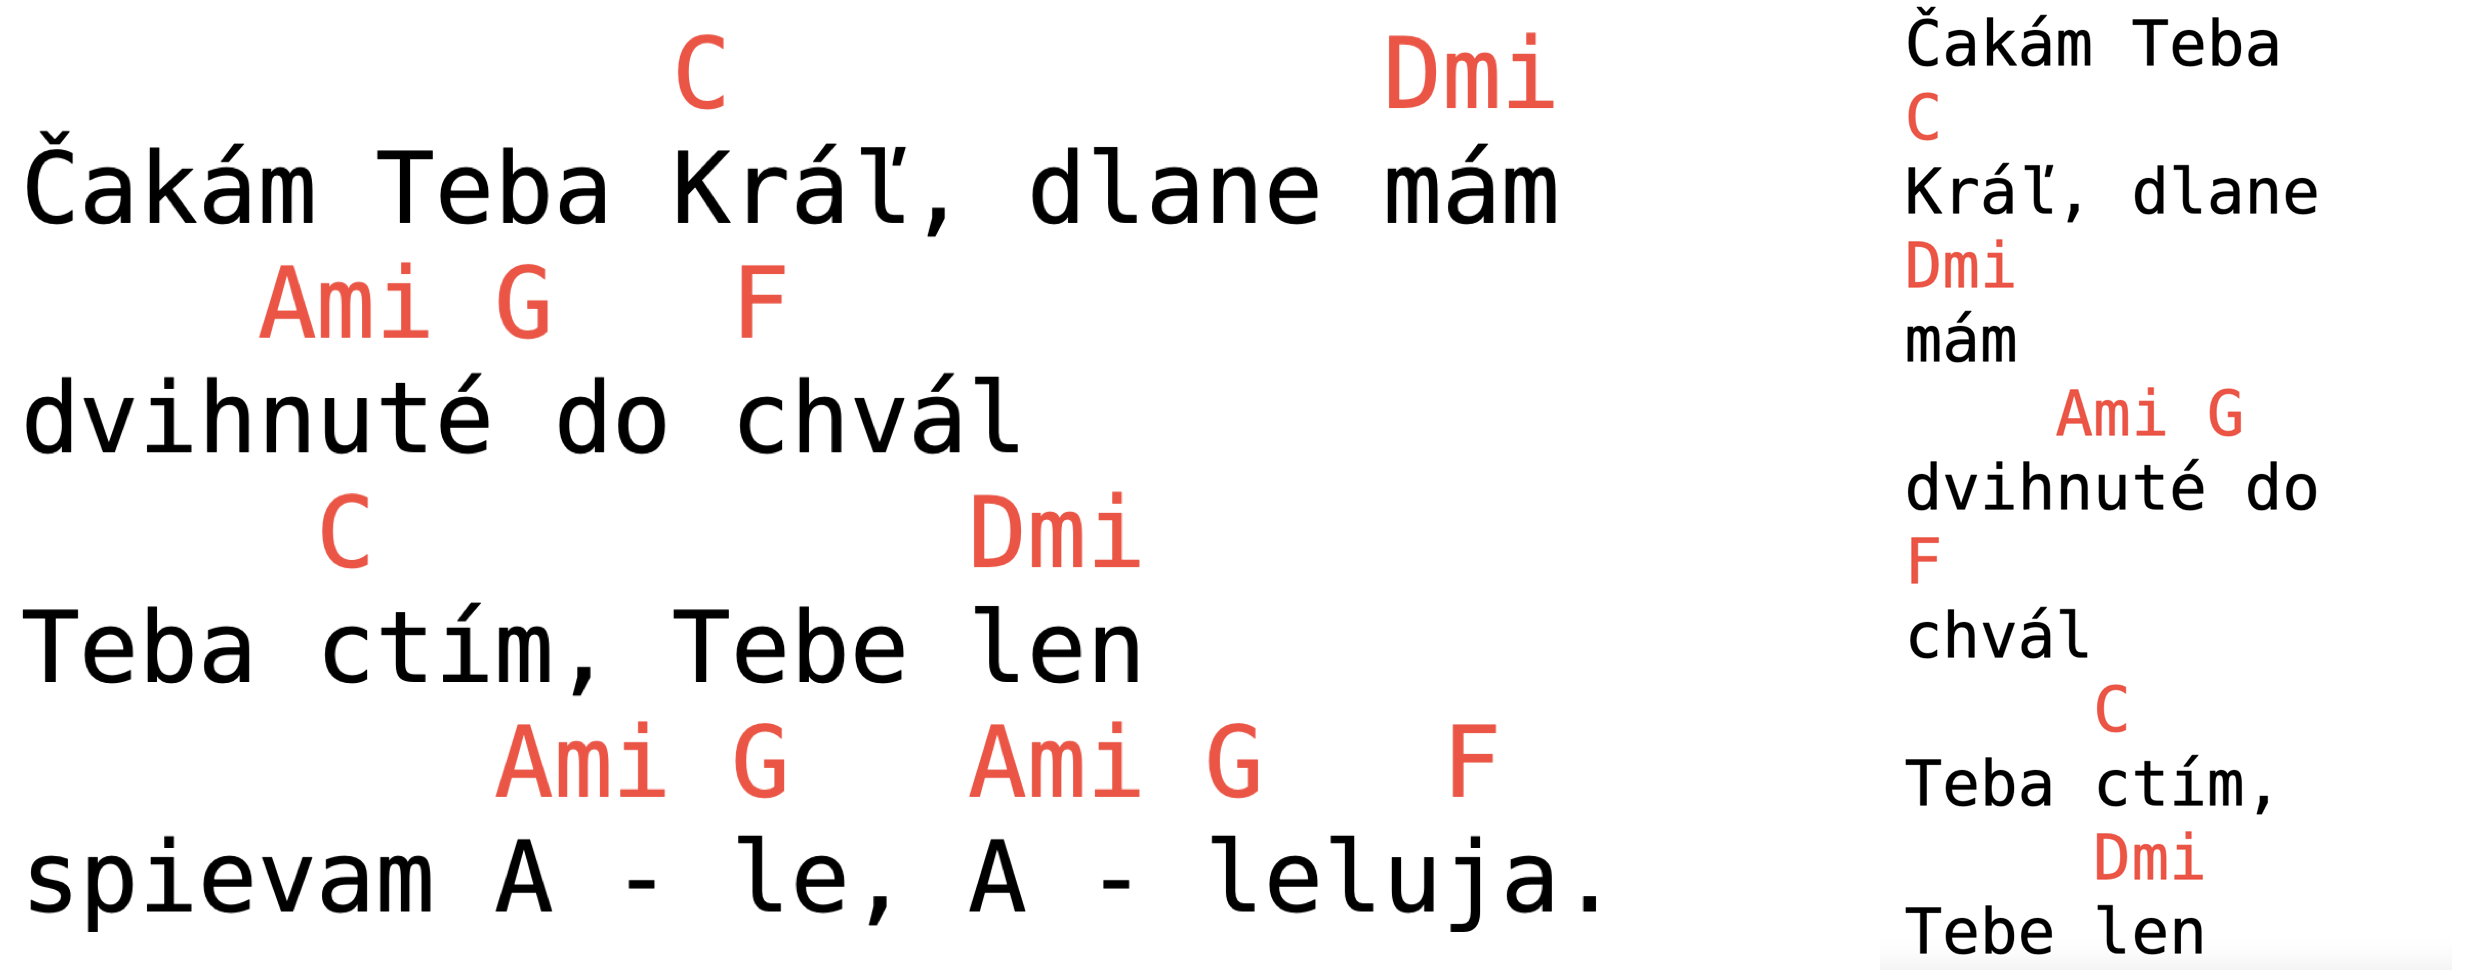 C Dmi
Čakám Teba Kráľ, dlane mám
Ami G F
dvihnuté do chvál
C Dmi
Teba ctím, Tebe len
Ami G Ami G F
spievam A - le, A - leluja.
Čakám Teba
C
Kráľ, dlane
Dmi
mám
Ami G
dvihnuté do
F
chvál
C
Teba ctím,
Dmi
Tebe len